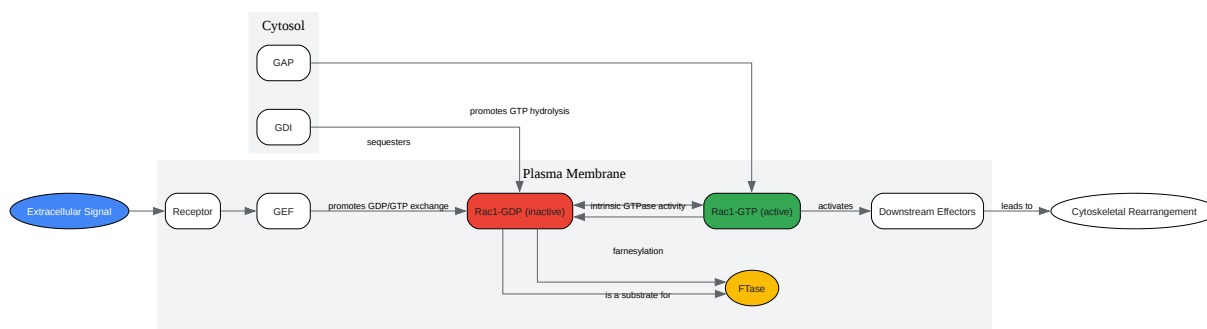 Cytosol
GAP
promotes GTP hydrolysis
GDI
sequesters
Plasma Membrane
Extracellular Signal
Receptor
GEF
promotes GDP/GTP exchange
Rac1-GDP (inactive)
intrinsic GTPase activity
Rac1-GTP (active)
activates
Downstream Effectors
leads to
Cytoskeletal Rearrangement
farnesylation
FTase
is a substrate for